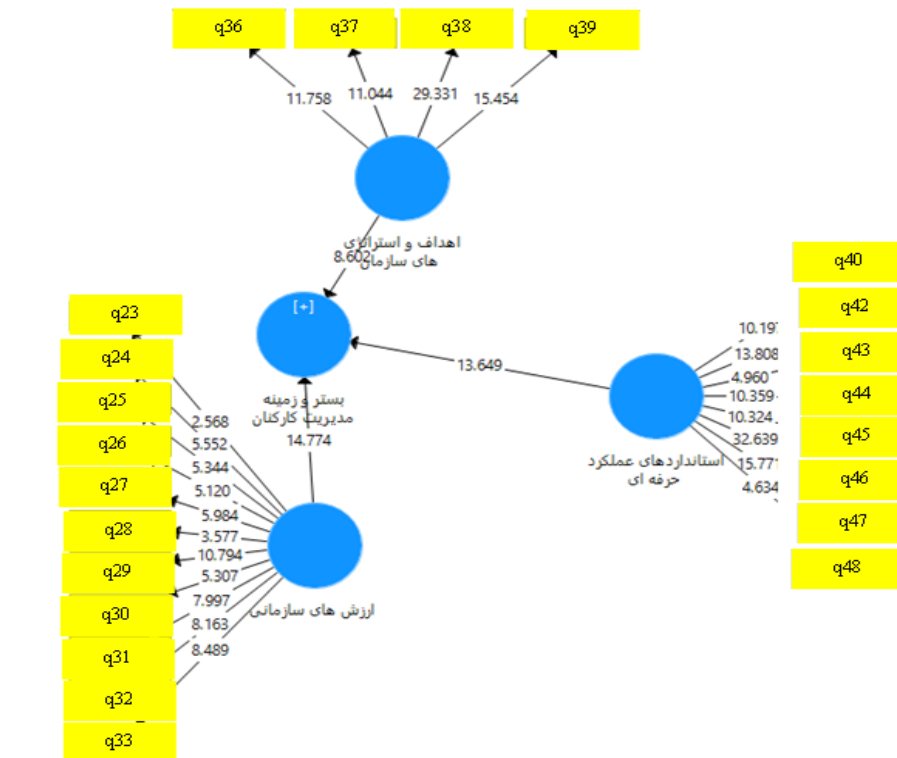 q36
q37
q38
q39
11.758
11.044
29.331
15.454
اهداف و استراتژی
های سازمان
8.602
[+]
بستر و زمینه
مدیریت کارکنان
13.649
14.774
q40
q42
q43
q44
q45
q46
q47
q48
10.197
13.808
4.960
10.359
10.324
32.639
15.771
4.634
استانداردهای عملکرد
حرفه ای
q23
q24
q25
q26
q27
q28
q29
q30
q31
q32
q33
2.568
5.552
5.344
5.120
5.984
3.577
10.794
5.307
7.997
8.163
8.489
ارزش های سازمانی